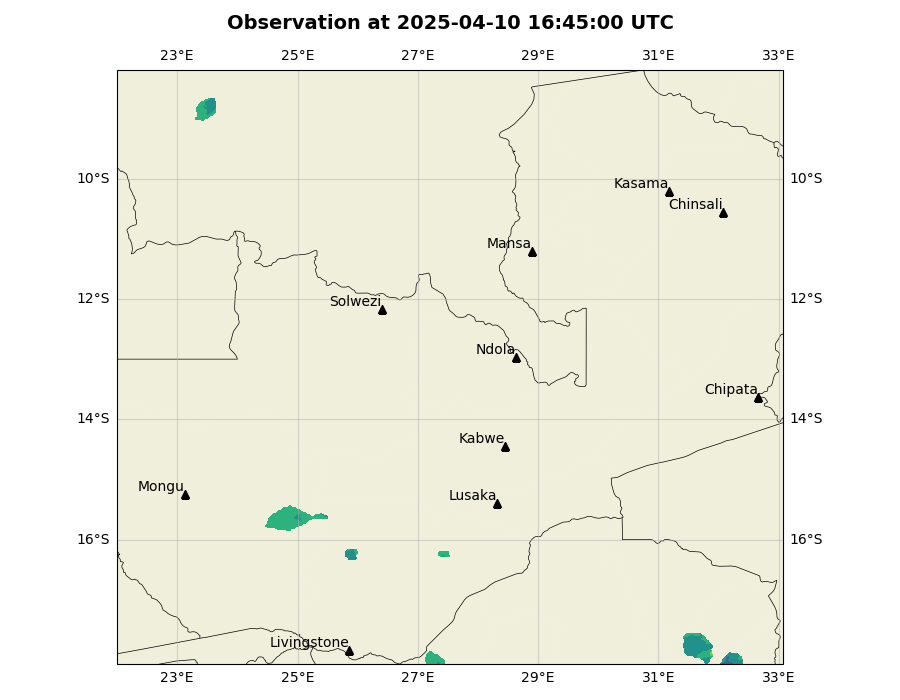 Observation at 2025-04-10 16:45:00 UTC
23°E 25°E 27°E 29°E 31°E 33°E
10°S 10°S
Kasama
Chinsali
Mansa
12°S 12°S
Solwezi
Ndola
Chipata
14°S 14°S
Kabwe
Mongu
Lusaka
16°S 16°S
Livingstone
23°E 25°E 27°E 29°E 31°E 33°E